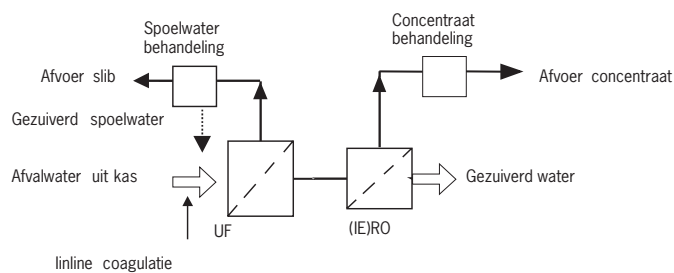 Spoelwater
behandeling
Concentraat
behandeling
Afvoer slib
Afvoer concentraat
Gezuiverd spoelwater
Afvalwater uit kas
Gezuiverd water
UF
(IE)RO
Iinline coagulatie